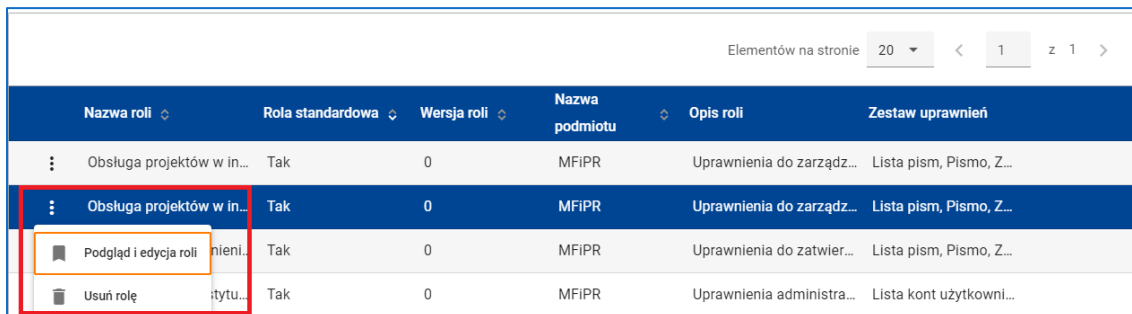 Elementów na stronie 20 1 z 1
Nazwa roli Rola standardowa Wersja roli Nazwa podmiotu Opis roli Zestaw uprawnień
Obsługa projektów w in... Tak 0 MFiPR Uprawnienia do zarządz... Lista pism, Pismo, Z...
Obsługa projektów w in... Tak 0 MFiPR Uprawnienia do zarządz... Lista pism, Pismo, Z...
Podgląd i edycja roli nieni... Tak 0 MFiPR Uprawnienia do zatwier... Lista pism, Pismo, Z...
Usuń rolę stytu... Tak 0 MFiPR Uprawnienia administra... Lista kont użytkowni...